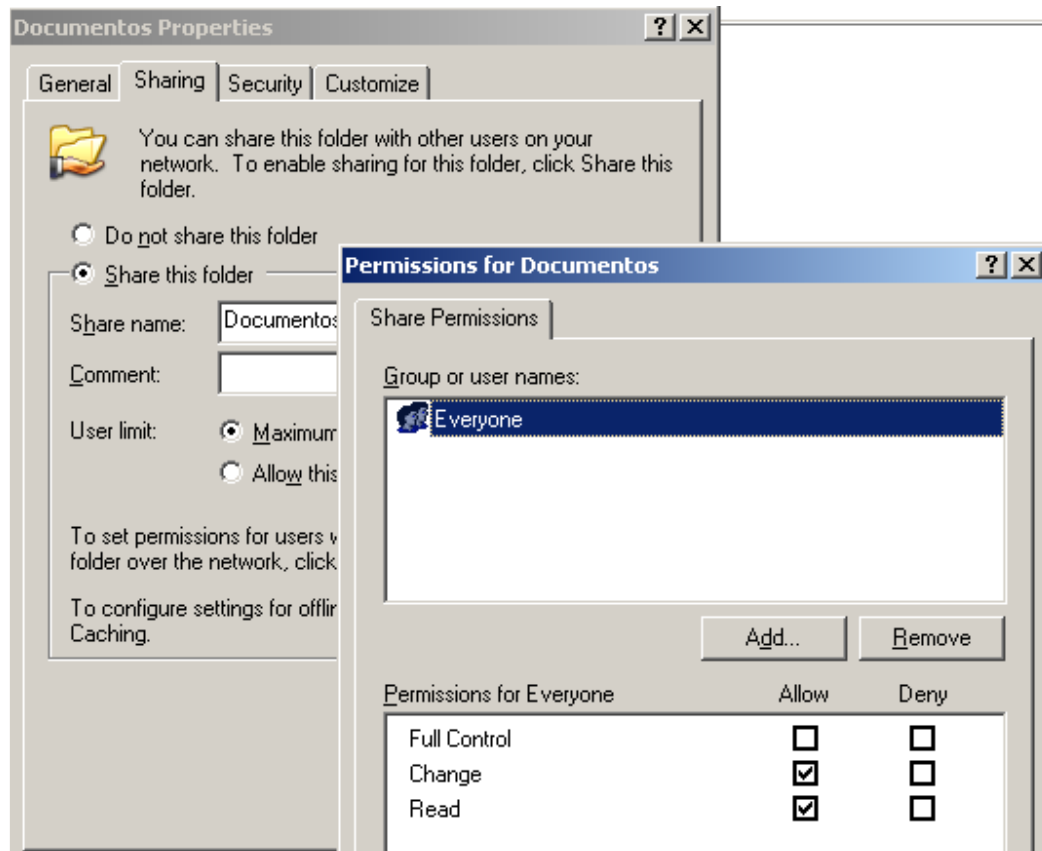 Documentos Properties
General Sharing Security Customize
You can share this folder with other users on your
network. To enable sharing for this folder, click Share this
folder.
Do not share this folder
Share this folder
Share name: Documentos
Comment:
User limit: Maximum
Allow this
To set permissions for users
folder over the network, click
To configure settings for
Caching.
Permissions for Documentos
Share Permissions
Group or user names:
Everyone
Add... Remove
Permissions for Everyone Allow Deny
Full Control
Change
Read